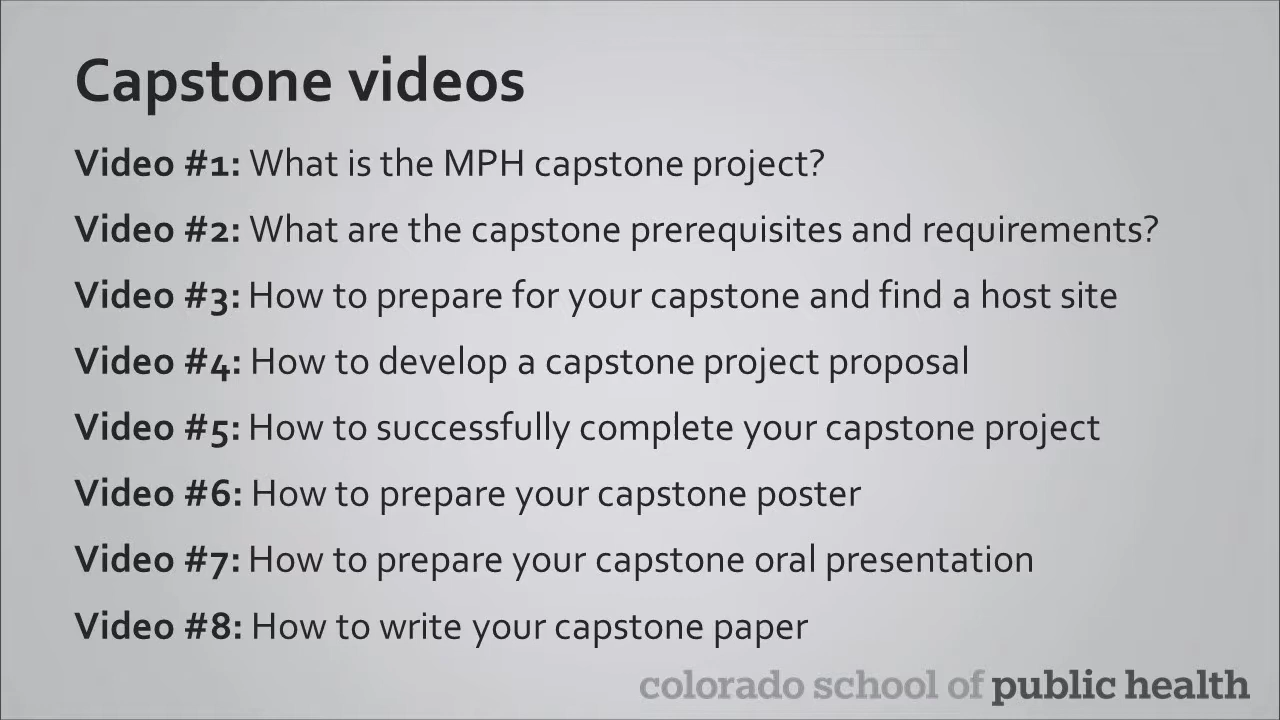 Capstone videos
Video #1: What is the MPH capstone project?
Video #2: What are the capstone prerequisites and requirements?
Video #3: How to prepare for your capstone and find a host site
Video #4: How to develop a capstone project proposal
Video #5: How to successfully complete your capstone project
Video #6: How to prepare your capstone poster
Video #7: How to prepare your capstone oral presentation
Video #8: How to write your capstone paper
colorado school of public health